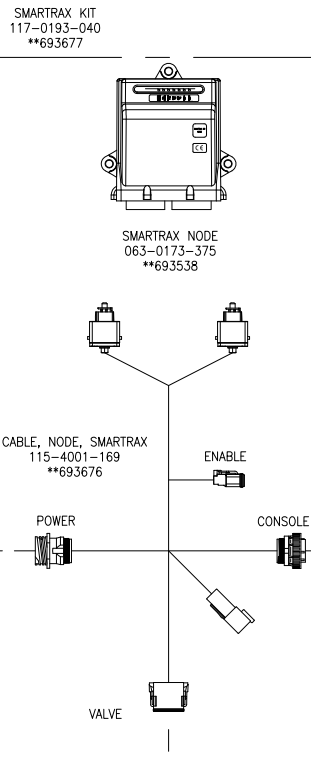 SMARTRAX KIT
117-0193-040
**693677
CE
SMARTRAX NODE
063-0173-375
**693538
CABLE, NODE, SMARTRAX
115-4001-169
**693676
ENABLE
POWER
CONSOLE
VALVE